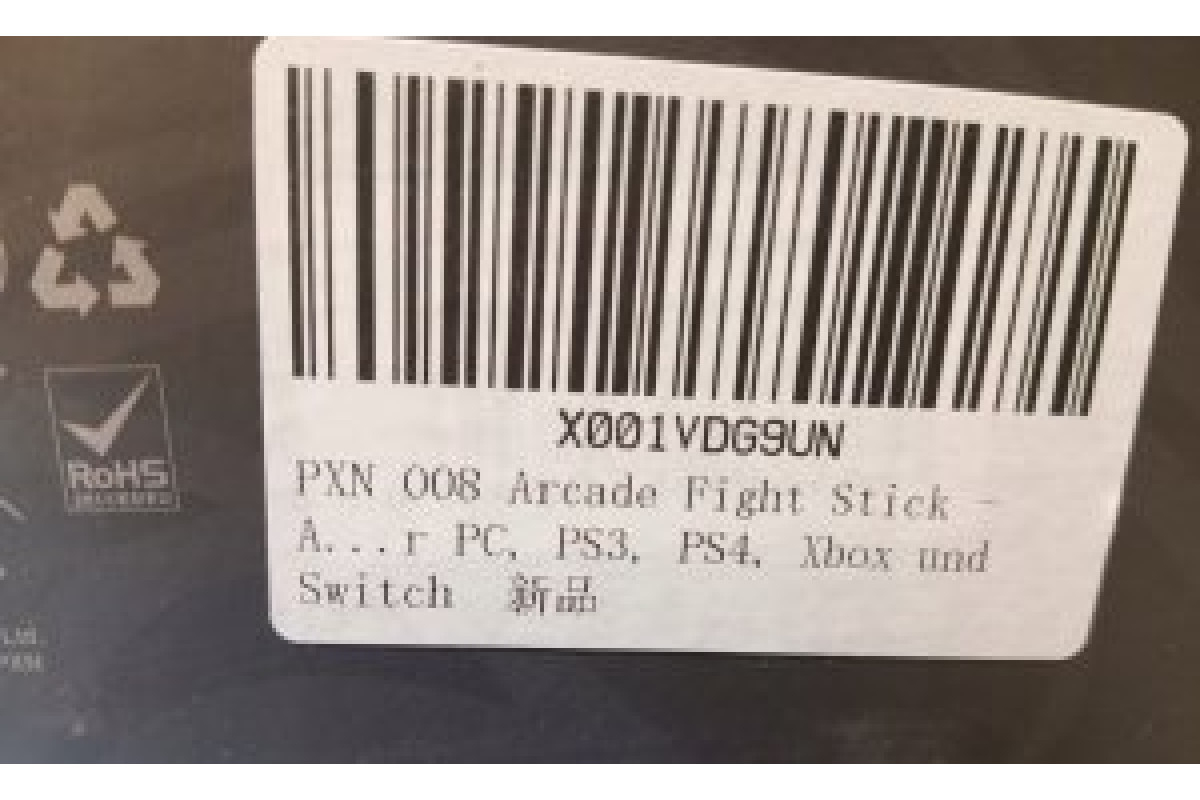 X001VDG9UN
PXN 008 Arcade Fight Stick -
A...r PC, PS3, PS4, Xbox und
Switch 新品
RoHS